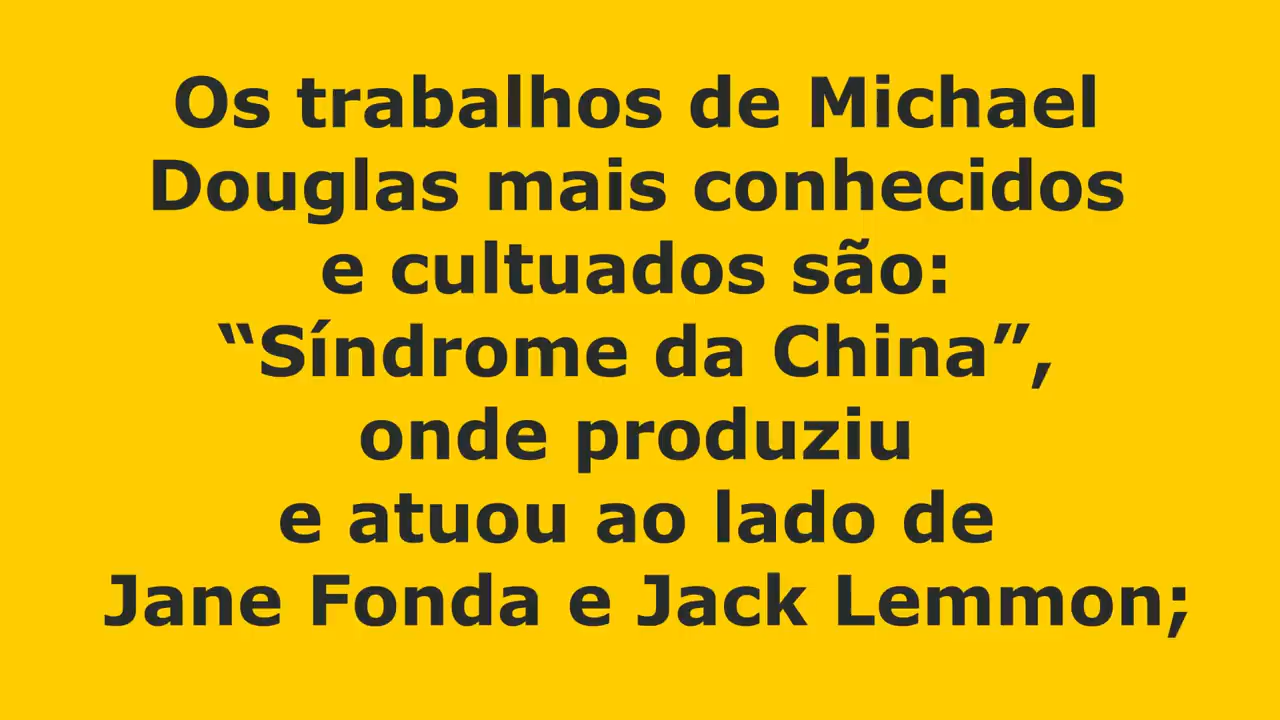 Os trabalhos de Michael
Douglas mais conhecidos
e cultuados são:
“Síndrome da China”,
onde produziu
e atuou ao lado de
Jane Fonda e Jack Lemmon;